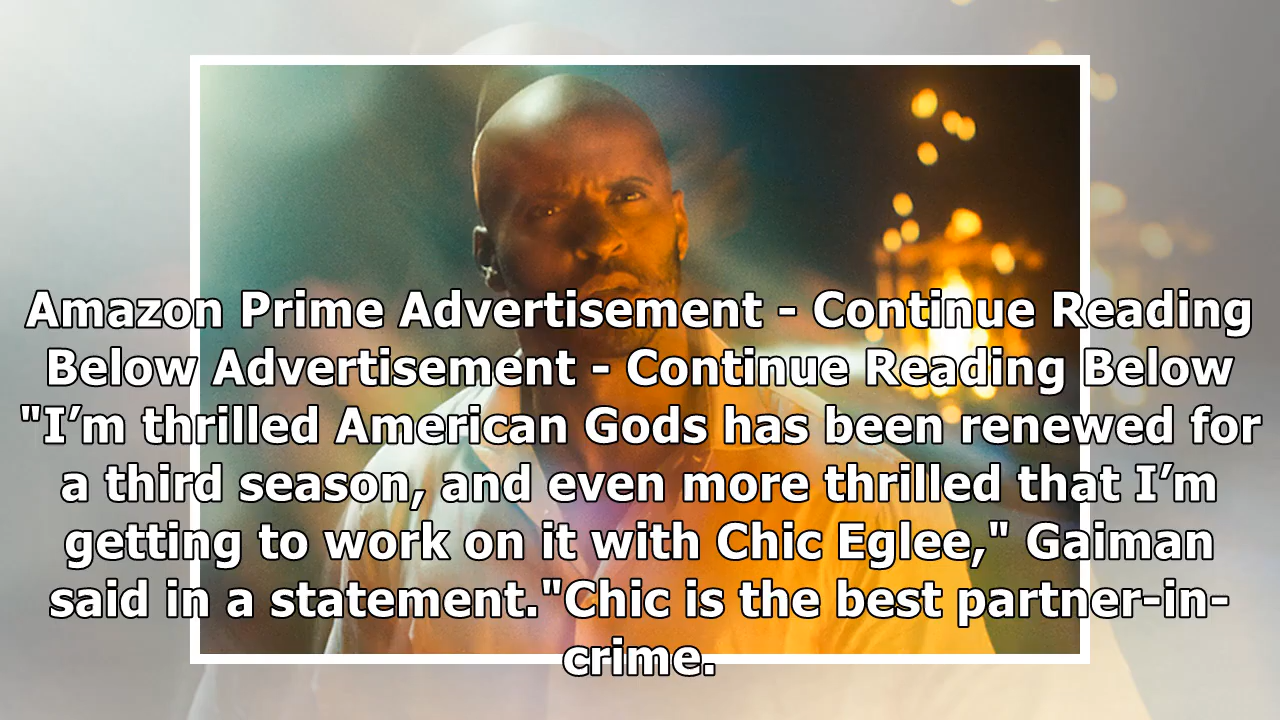 Amazon Prime Advertisement - Continue Reading
Below Advertisement - Continue Reading Below
"I’m thrilled American Gods has been renewed for
a third season, and even more thrilled that I’m
getting to work on it with Chic Eglee," Gaiman
said in a statement."Chic is the best partner-in-
crime.